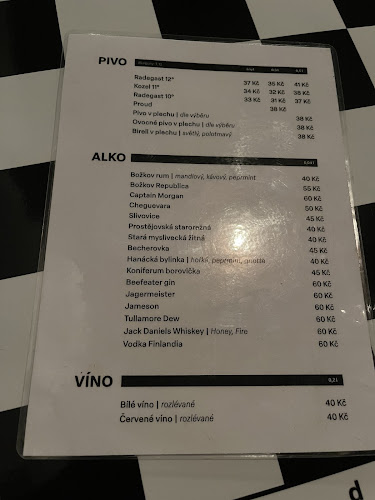 PIVO
Radegast 12° 37 Kč 35 Kč 41 Kč
Kozel 11° 34 Kč 32 Kč 38 Kč
Radegast 10° 33 Kč 31 Kč 37 Kč
Proud 38 Kč
Pivo v plechu | dle výběru 38 Kč
Ovocné pivo v plechu | dle výběru 38 Kč
Birell v plechu | světlý, polotmavý 38 Kč
ALKO 0,04 l
Božkov rum | mandlový, kávový, peprmint 40 Kč
Božkov Republica 55 Kč
Captain Morgan 60 Kč
Cheguevara 50 Kč
Slivovice 45 Kč
Prostějovská starorežná 40 Kč
Stará myslivecká žitná 40 Kč
Becherovka 45 Kč
Hanácká bylinka | hořká, peprmint, 40 Kč
Koniferum borovička 45 Kč
Beefeater gin 60 Kč
Jagermeister 60 Kč
Jameson 60 Kč
Tullamore Dew 60 Kč
Jack Daniels Whiskey | Honey, Fire 60 Kč
Vodka Finlandia 60 Kč
VÍNO 0,2 l
Bílé víno | rozlévané 40 Kč
Červené víno | rozlévané 40 Kč
d